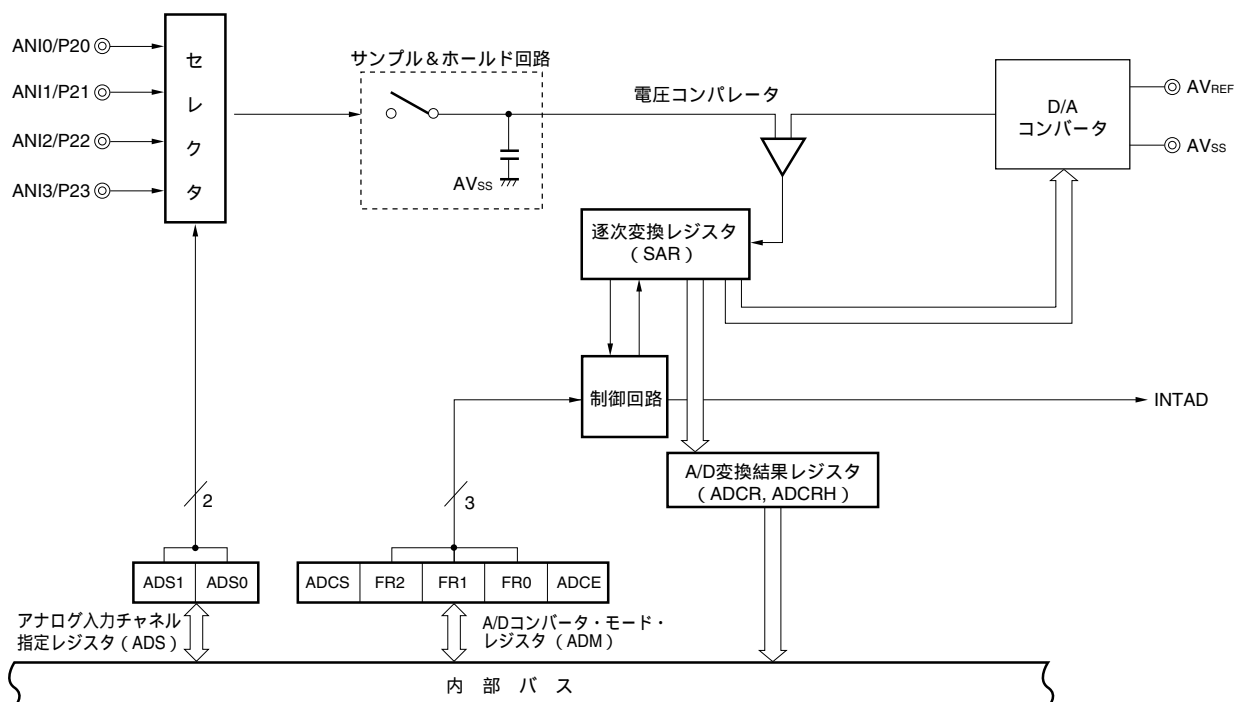 ANI0/P20
ANI1/P21
ANI2/P22
ANI3/P23
セレクタ
サンプル＆ホールド回路
AVSS
電圧コンパレータ
D/A
コンバータ
AVREF
AVSS
逐次変換レジスタ
（SAR）
制御回路
INTAD
A/D変換結果レジスタ
（ADCR, ADCRH）
2
3
ADS1 ADS0
ADCS FR2 FR1 FR0 ADCE
アナログ入力チャネル
指定レジスタ（ADS）
A/Dコンバータ・モード・
レジスタ（ADM）
内部バス